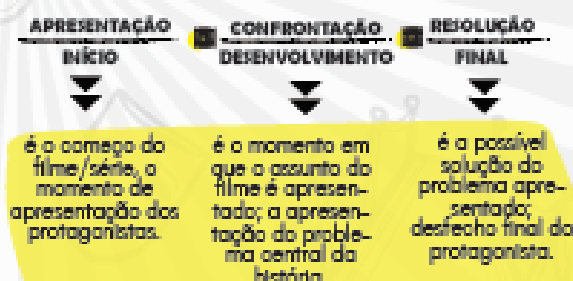 APRESENTAÇÃO
INÍCIO
é o começo do
filme/série, o
momento de
apresentação dos
protagonistas.
CONFRONTAÇÃO
DESENVOLVIMENTO
é o momento em
que o assunto do
filme é apresen-
tado; a apresen-
tação do proble-
ma central da
história
RESOLUÇÃO
FINAL
é a possível
solução do
problema apre-
sentado;
desfecho final do
protagonista.